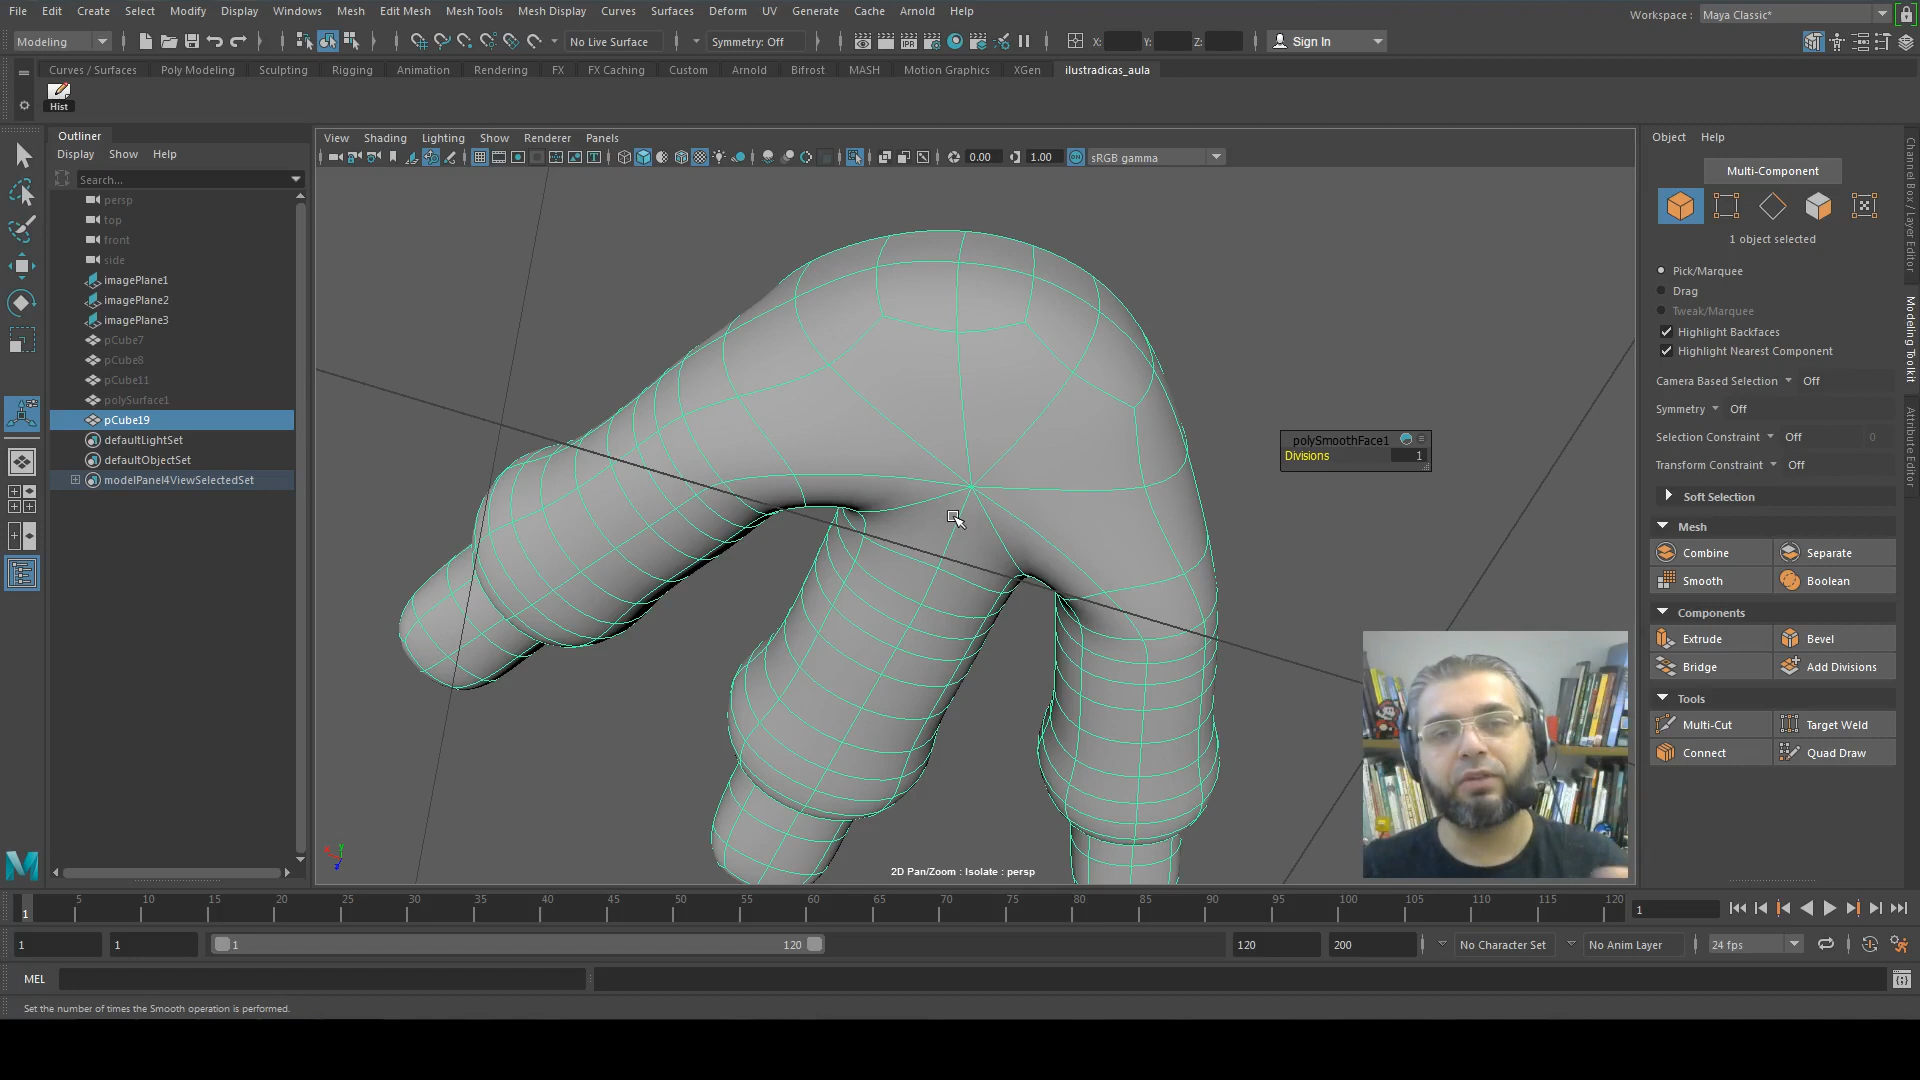 File Edit Create Select Modify Display Windows Mesh Edit Mesh Mesh Tools Mesh Display Curves Surfaces Deform UV Generate Cache Arnold Help
Workspace : Maya Classic*
Modeling No Live Surface Symmetry: Off X: Y: Z: Sign In
Curves / Surfaces Poly Modeling Sculpting Rigging Animation Rendering FX FX Caching Custom Arnold Bifrost MASH Motion Graphics XGen ilustradicas_aula
Hist
Outliner
Display Show Help
Search...
persp
top
front
side
imagePlane1
imagePlane2
imagePlane3
pCube7
pCube8
pCube11
polySurface1
pCube19
defaultLightSet
defaultObjectSet
modelPanel4ViewSelectedSet
View Shading Lighting Show Renderer Panels
0.00 1.00 sRGB gamma
polySmoothFace1
Divisions 1
2D Pan/Zoom : Isolate : persp
Object Help
Multi-Component
1 object selected
Pick/Marquee
Drag
Tweak/Marquee
Highlight Backfaces
Highlight Nearest Component
Camera Based Selection Off
Symmetry Off
Selection Constraint Off 0
Transform Constraint Off
Soft Selection
Mesh
Combine Separate
Smooth Boolean
Components
Extrude Bevel
Bridge Add Divisions
Tools
Multi-Cut Target Weld
Connect Quad Draw
Channel Box / Layer Editor
Modeling Toolkit
Attribute Editor
1 5 10 15 20 25 30 35 40 45 50 55 60 65 70 75 80 85 90 95 100 105 110 115 120 1
1 1 1 120 120 200 No Character Set No Anim Layer 24 fps
MEL
Set the number of times the Smooth operation is performed.